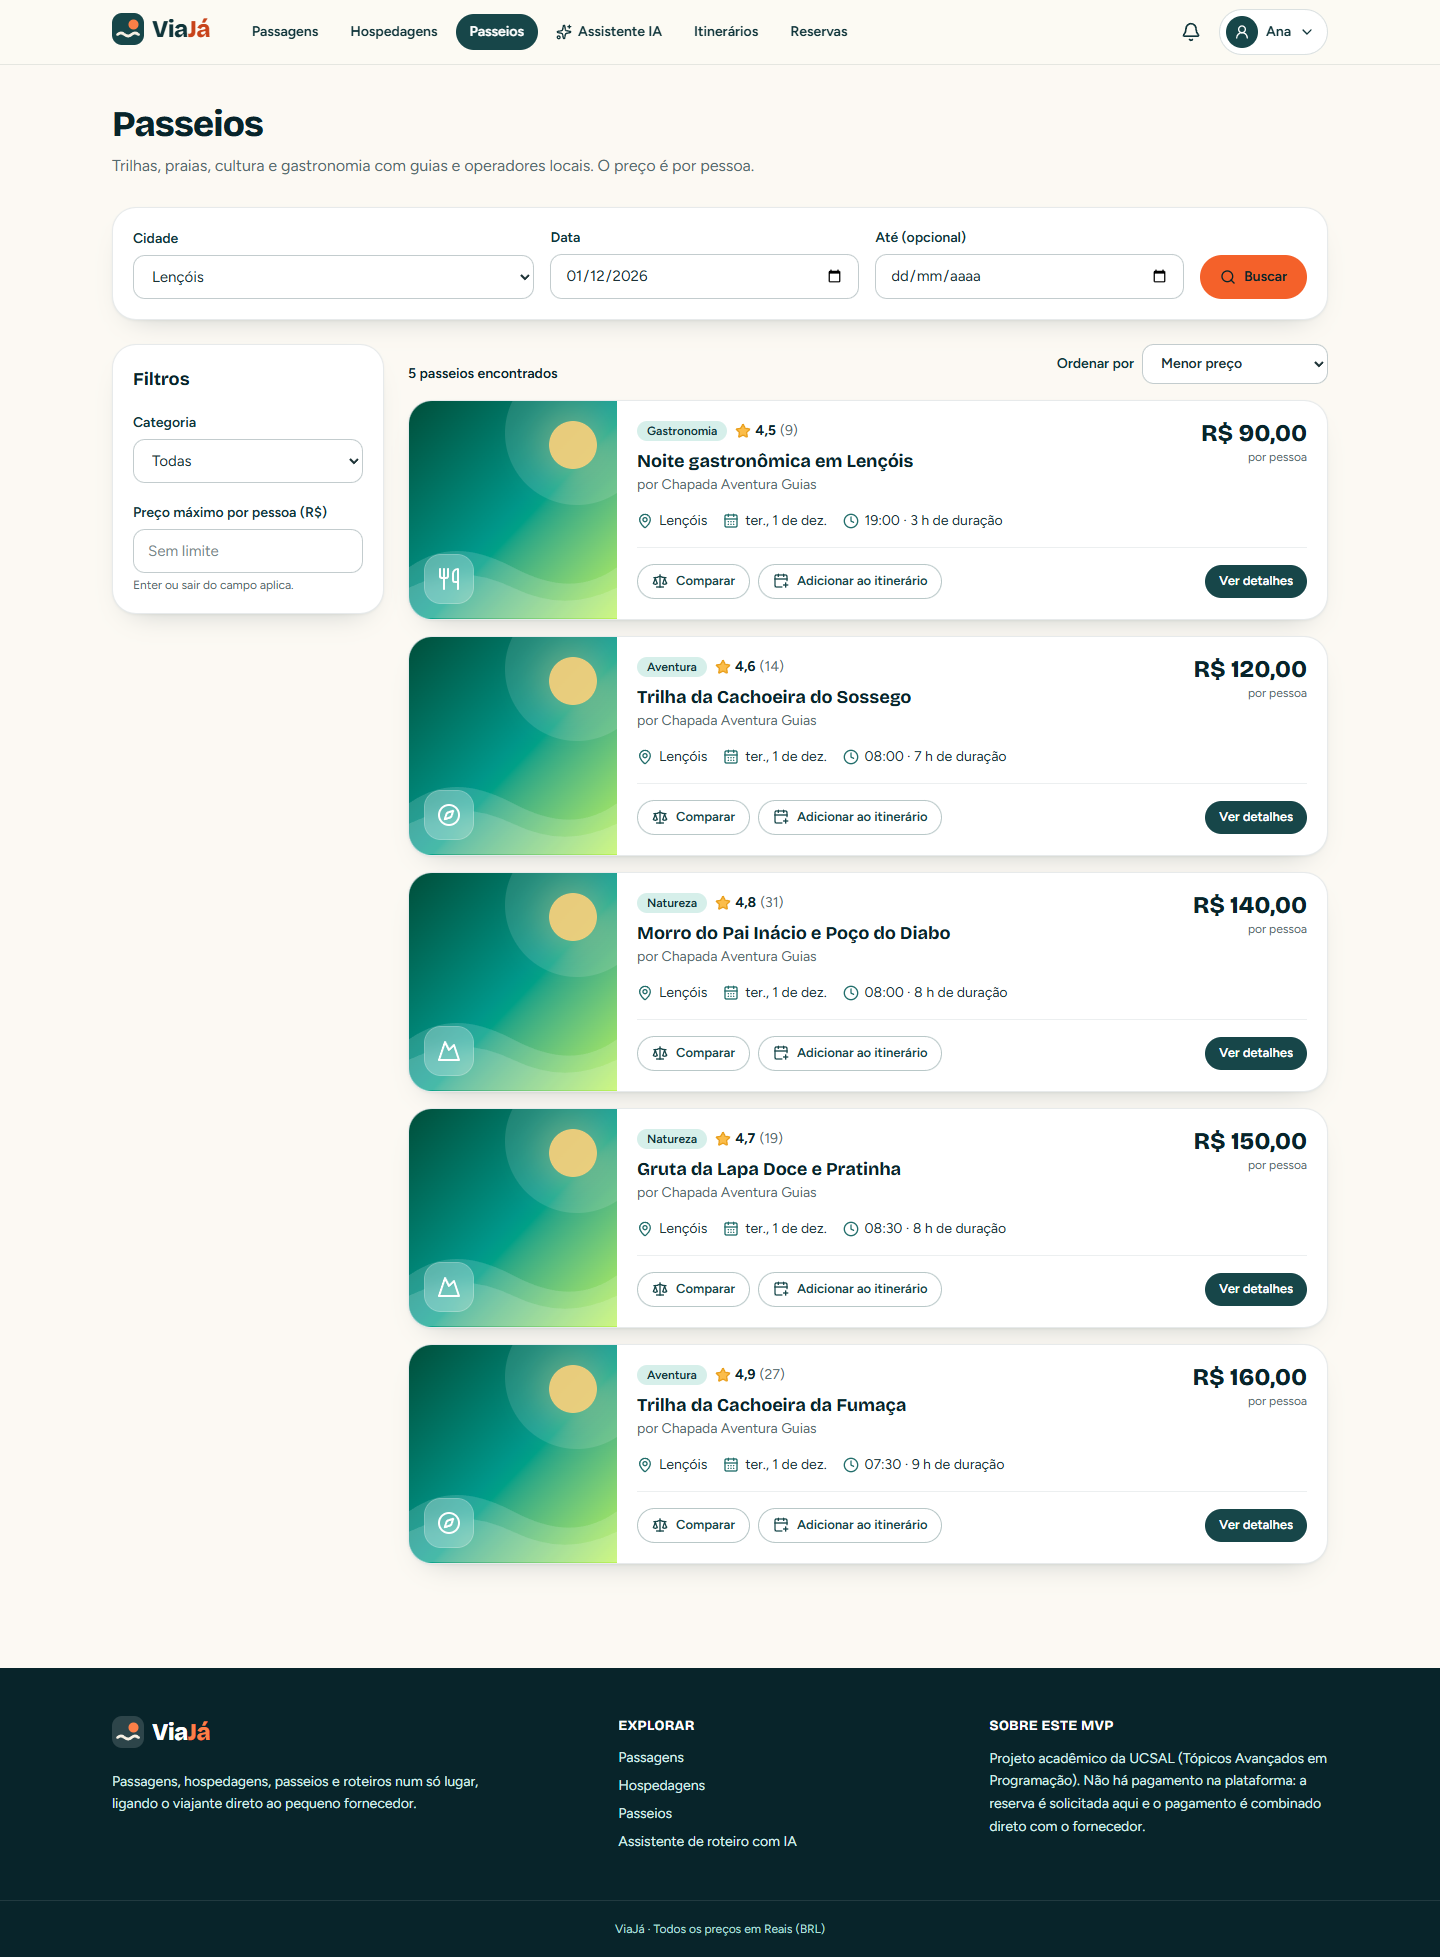 ViaJá
Passagens
Hospedagens
Passeios
Assistente IA
Itinerários
Reservas
Ana
Passeios
Trilhas, praias, cultura e gastronomia com guias e operadores locais. O preço é por pessoa.
Cidade
Data
Até (opcional)
Lençóis
01/12/2026
dd/mm/aaaa
Buscar
Filtros
Categoria
Todas
Preço máximo por pessoa (R$)
Sem limite
Enter ou sair do campo aplica.
5 passeios encontrados
Ordenar por
Menor preço
Gastronomia 4,5 (9)
R$ 90,00
por pessoa
Noite gastronômica em Lençóis
por Chapada Aventura Guias
Lençóis ter., 1 de dez. 19:00 · 3 h de duração
Comparar
Adicionar ao itinerário
Ver detalhes
Aventura 4,6 (14)
R$ 120,00
por pessoa
Trilha da Cachoeira do Sossego
por Chapada Aventura Guias
Lençóis ter., 1 de dez. 08:00 · 7 h de duração
Comparar
Adicionar ao itinerário
Ver detalhes
Natureza 4,8 (31)
R$ 140,00
por pessoa
Morro do Pai Inácio e Poço do Diabo
por Chapada Aventura Guias
Lençóis ter., 1 de dez. 08:00 · 8 h de duração
Comparar
Adicionar ao itinerário
Ver detalhes
Natureza 4,7 (19)
R$ 150,00
por pessoa
Gruta da Lapa Doce e Pratinha
por Chapada Aventura Guias
Lençóis ter., 1 de dez. 08:30 · 8 h de duração
Comparar
Adicionar ao itinerário
Ver detalhes
Aventura 4,9 (27)
R$ 160,00
por pessoa
Trilha da Cachoeira da Fumaça
por Chapada Aventura Guias
Lençóis ter., 1 de dez. 07:30 · 9 h de duração
Comparar
Adicionar ao itinerário
Ver detalhes
ViaJá
Passagens, hospedagens, passeios e roteiros num só lugar,
ligando o viajante direto ao pequeno fornecedor.
EXPLORAR
Passagens
Hospedagens
Passeios
Assistente de roteiro com IA
SOBRE ESTE MVP
Projeto acadêmico da UCSAL (Tópicos Avançados em
Programação). Não há pagamento na plataforma: a
reserva é solicitada aqui e o pagamento é combinado
direto com o fornecedor.
ViaJá · Todos os preços em Reais (BRL)